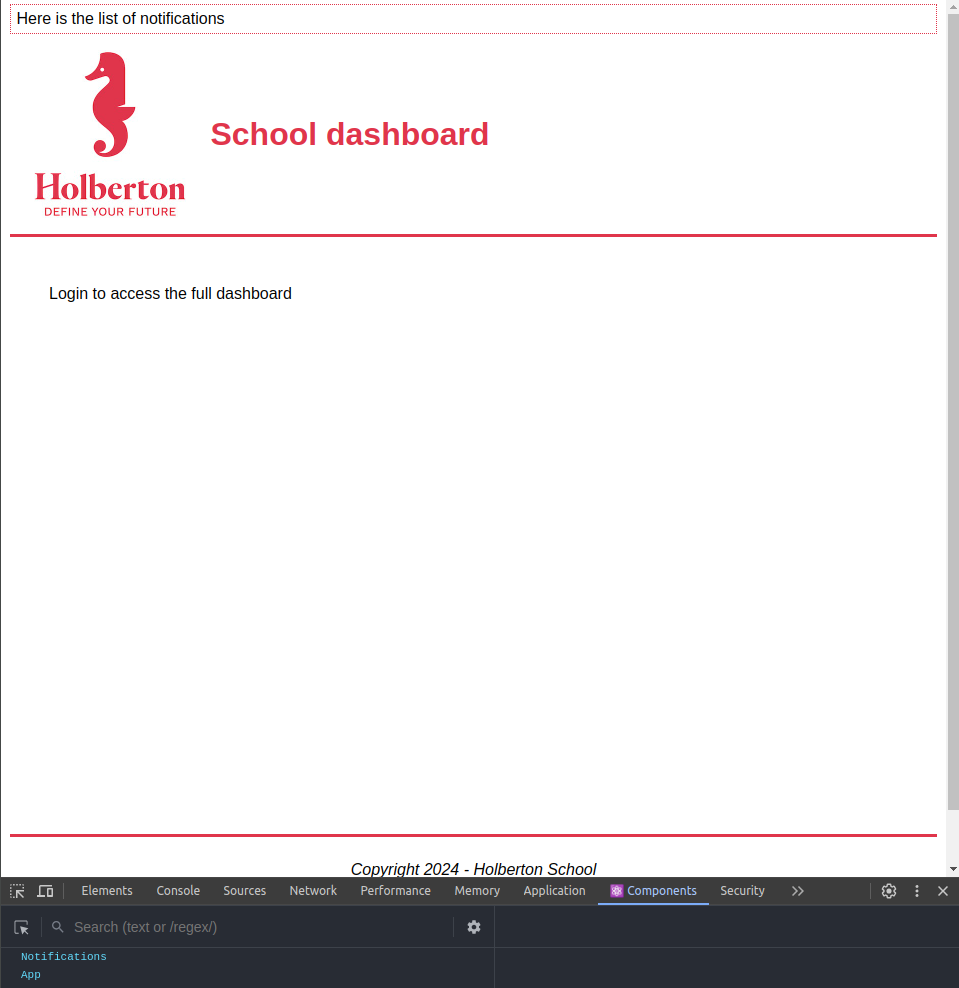 Here is the list of notifications
School dashboard
Holberton
DEFINE YOUR FUTURE
Login to access the full dashboard
Copyright 2024 - Holberton School
Elements Console Sources Network Performance Memory Application Components Security
Search (text or /regex/)
Notifications
App